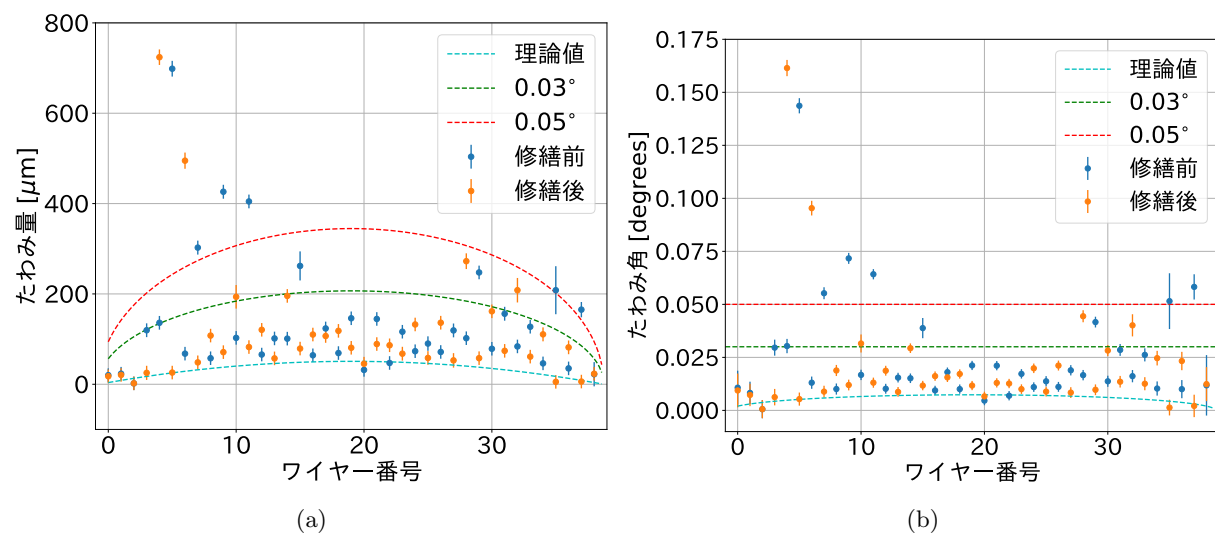 800
600
400
200
0
0
10
20
30
たわみ量 [μm]
ワイヤー番号
理論値
0.03°
0.05°
修繕前
修繕後
(a)
0.175
0.150
0.125
0.100
0.075
0.050
0.025
0.000
0
10
20
30
たわみ角 [degrees]
ワイヤー番号
理論値
0.03°
0.05°
修繕前
修繕後
(b)